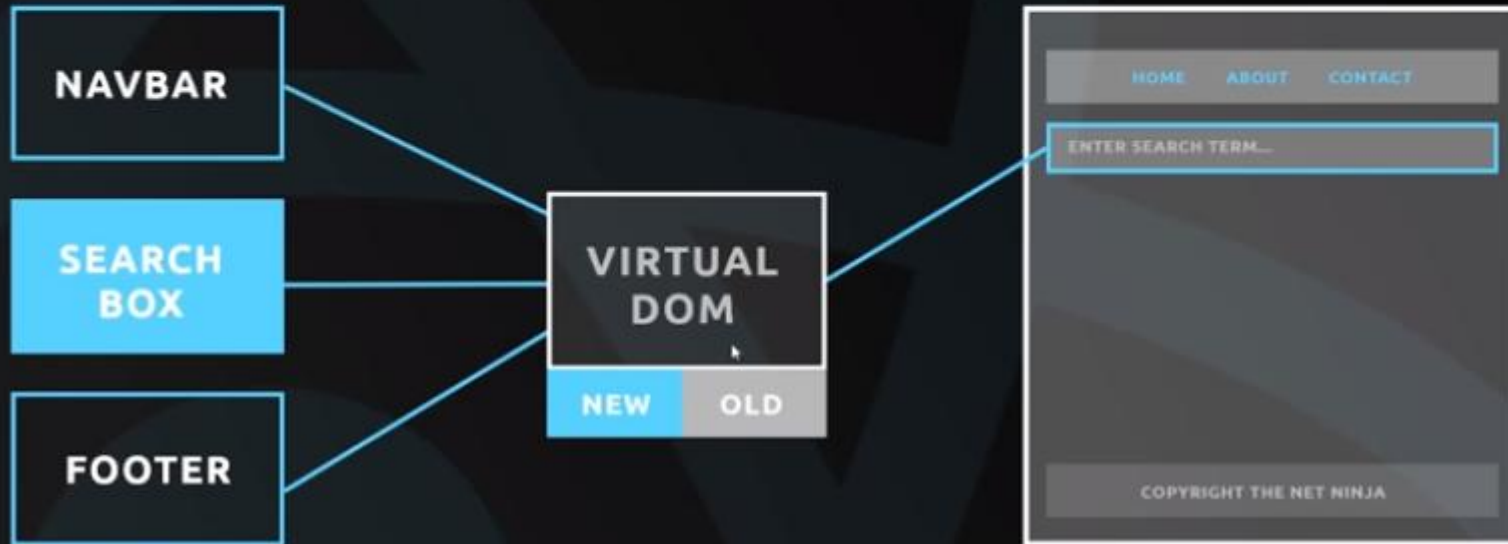 NAVBAR
SEARCH
BOX
FOOTER
VIRTUAL
DOM
NEW OLD
HOME ABOUT CONTACT
ENTER SEARCH TERM...
COPYRIGHT THE NET NINJA